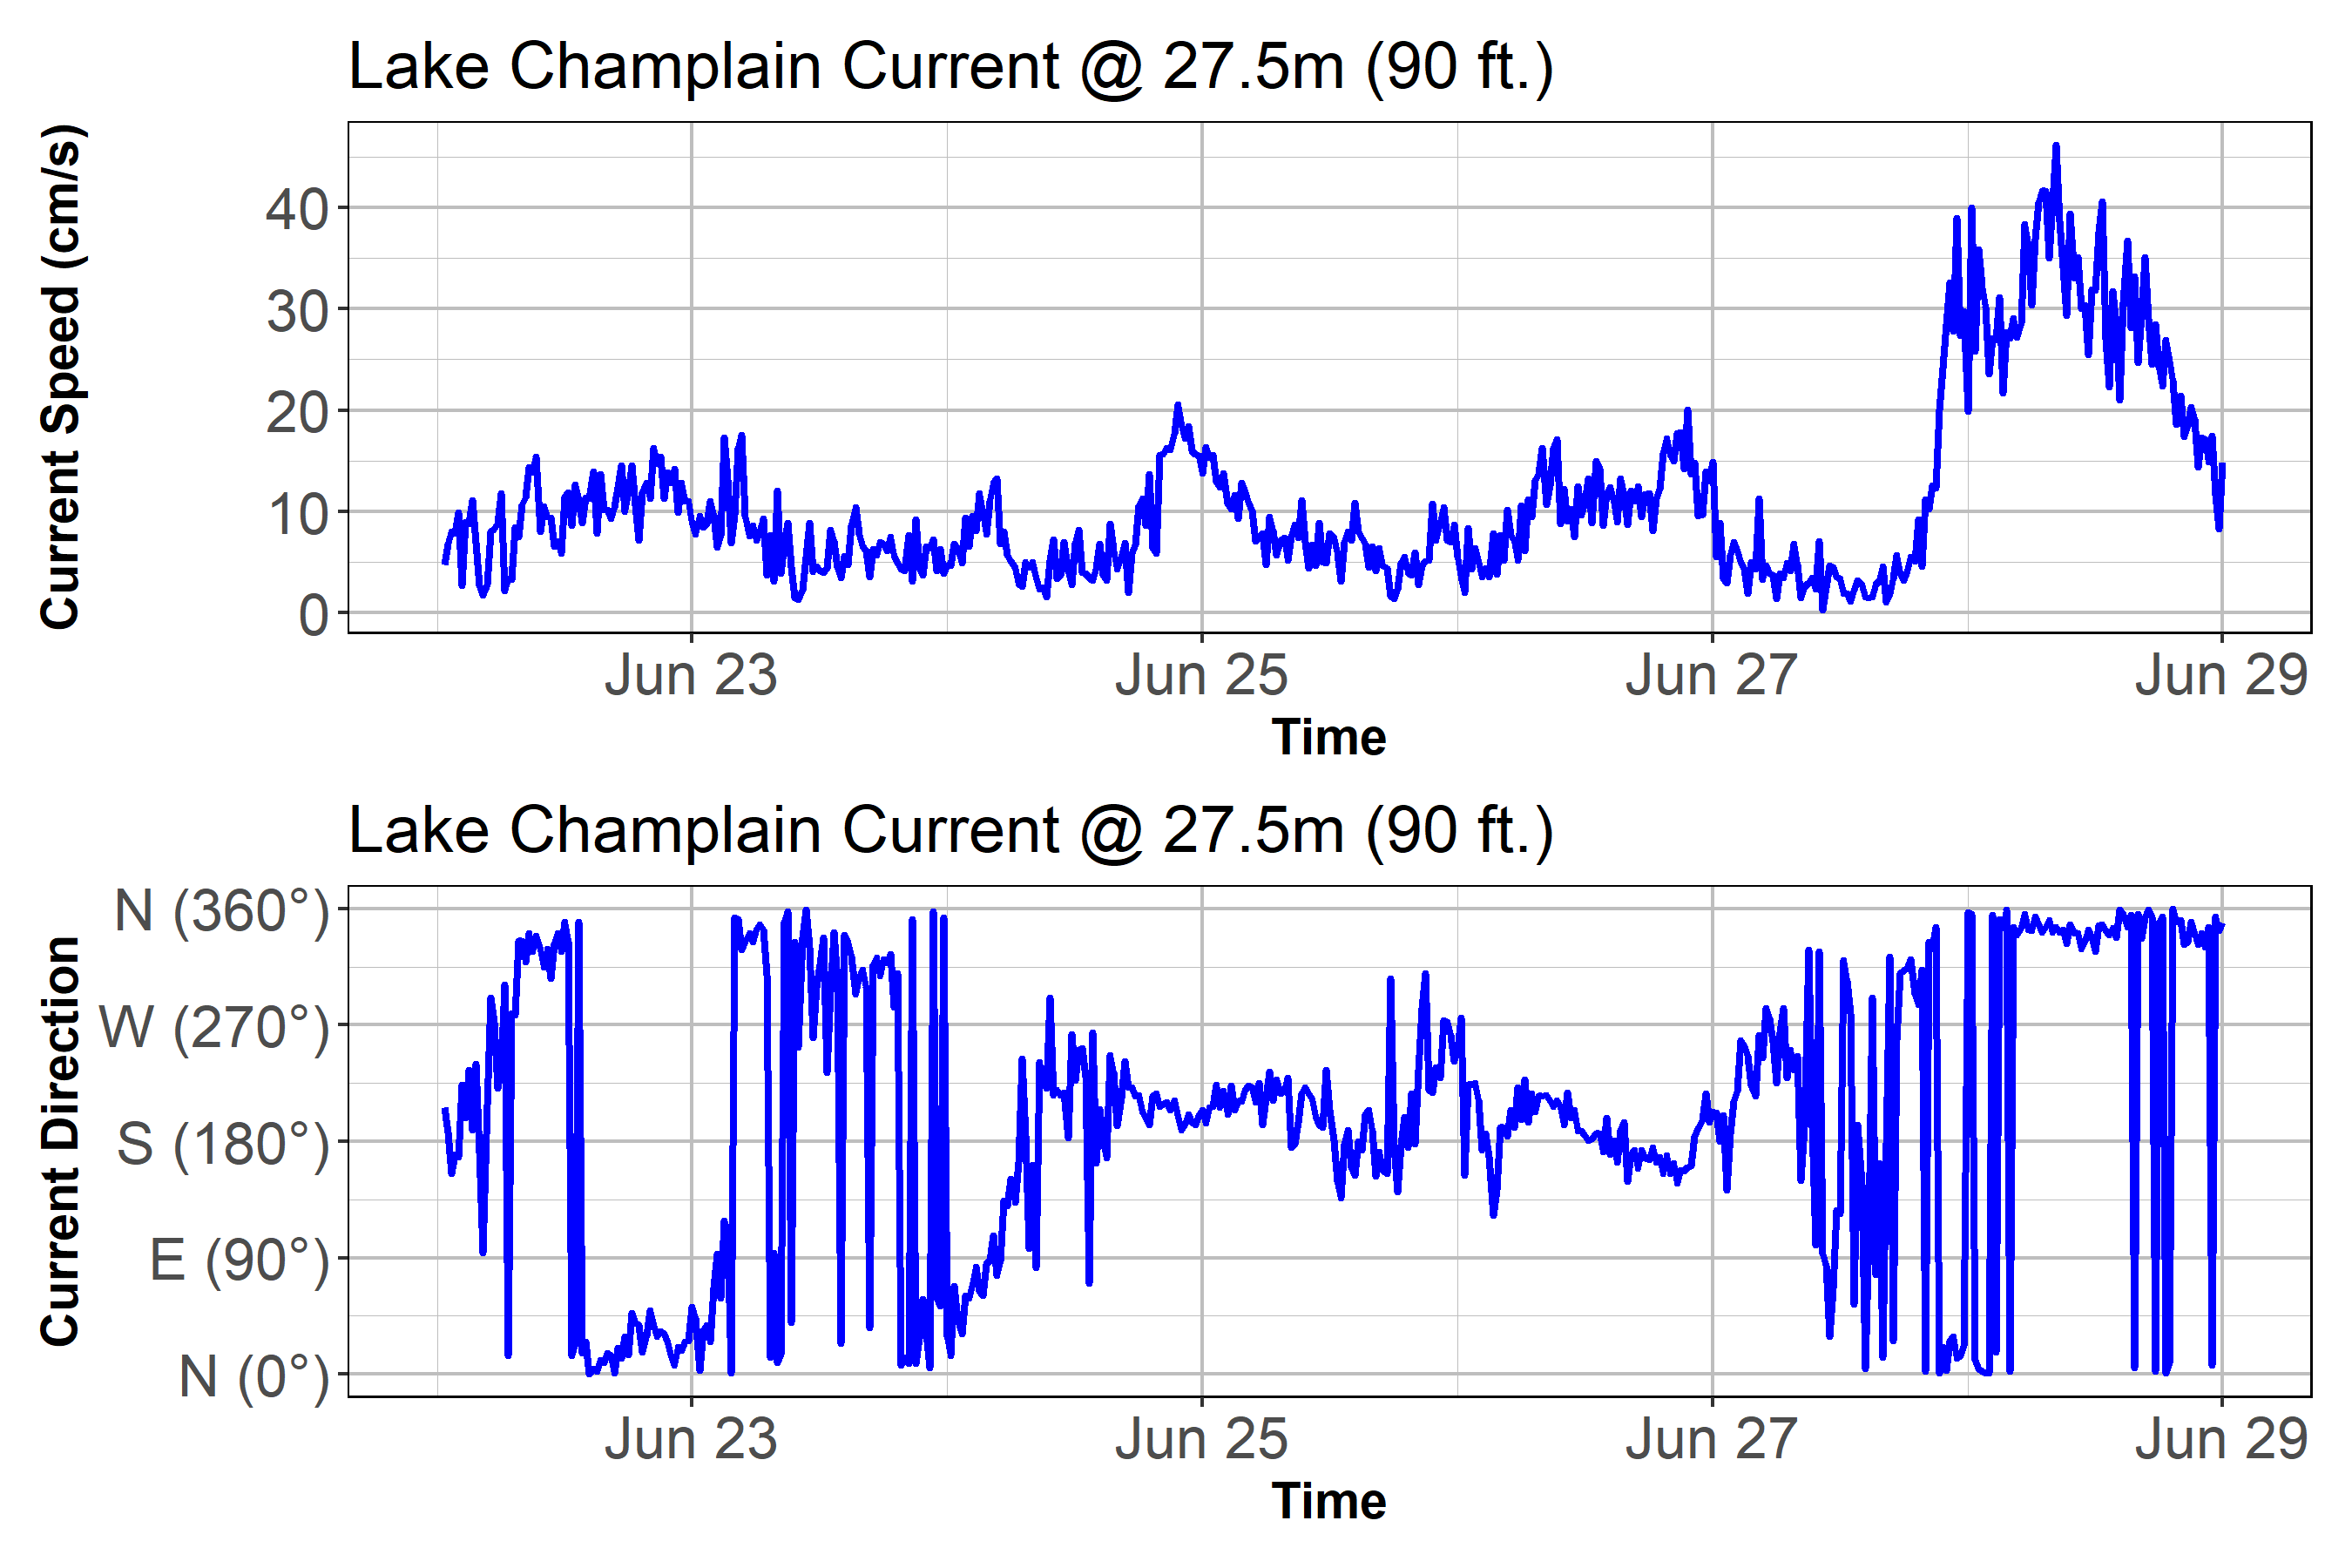 Lake Champlain Current @ 27.5m (90 ft.)
Current Speed (cm/s)
40
30
20
10
0
Jun 23 Jun 25 Jun 27 Jun 29
Time
Lake Champlain Current @ 27.5m (90 ft.)
Current Direction
N (360°)
W (270°)
S (180°)
E (90°)
N (0°)
Jun 23 Jun 25 Jun 27 Jun 29
Time